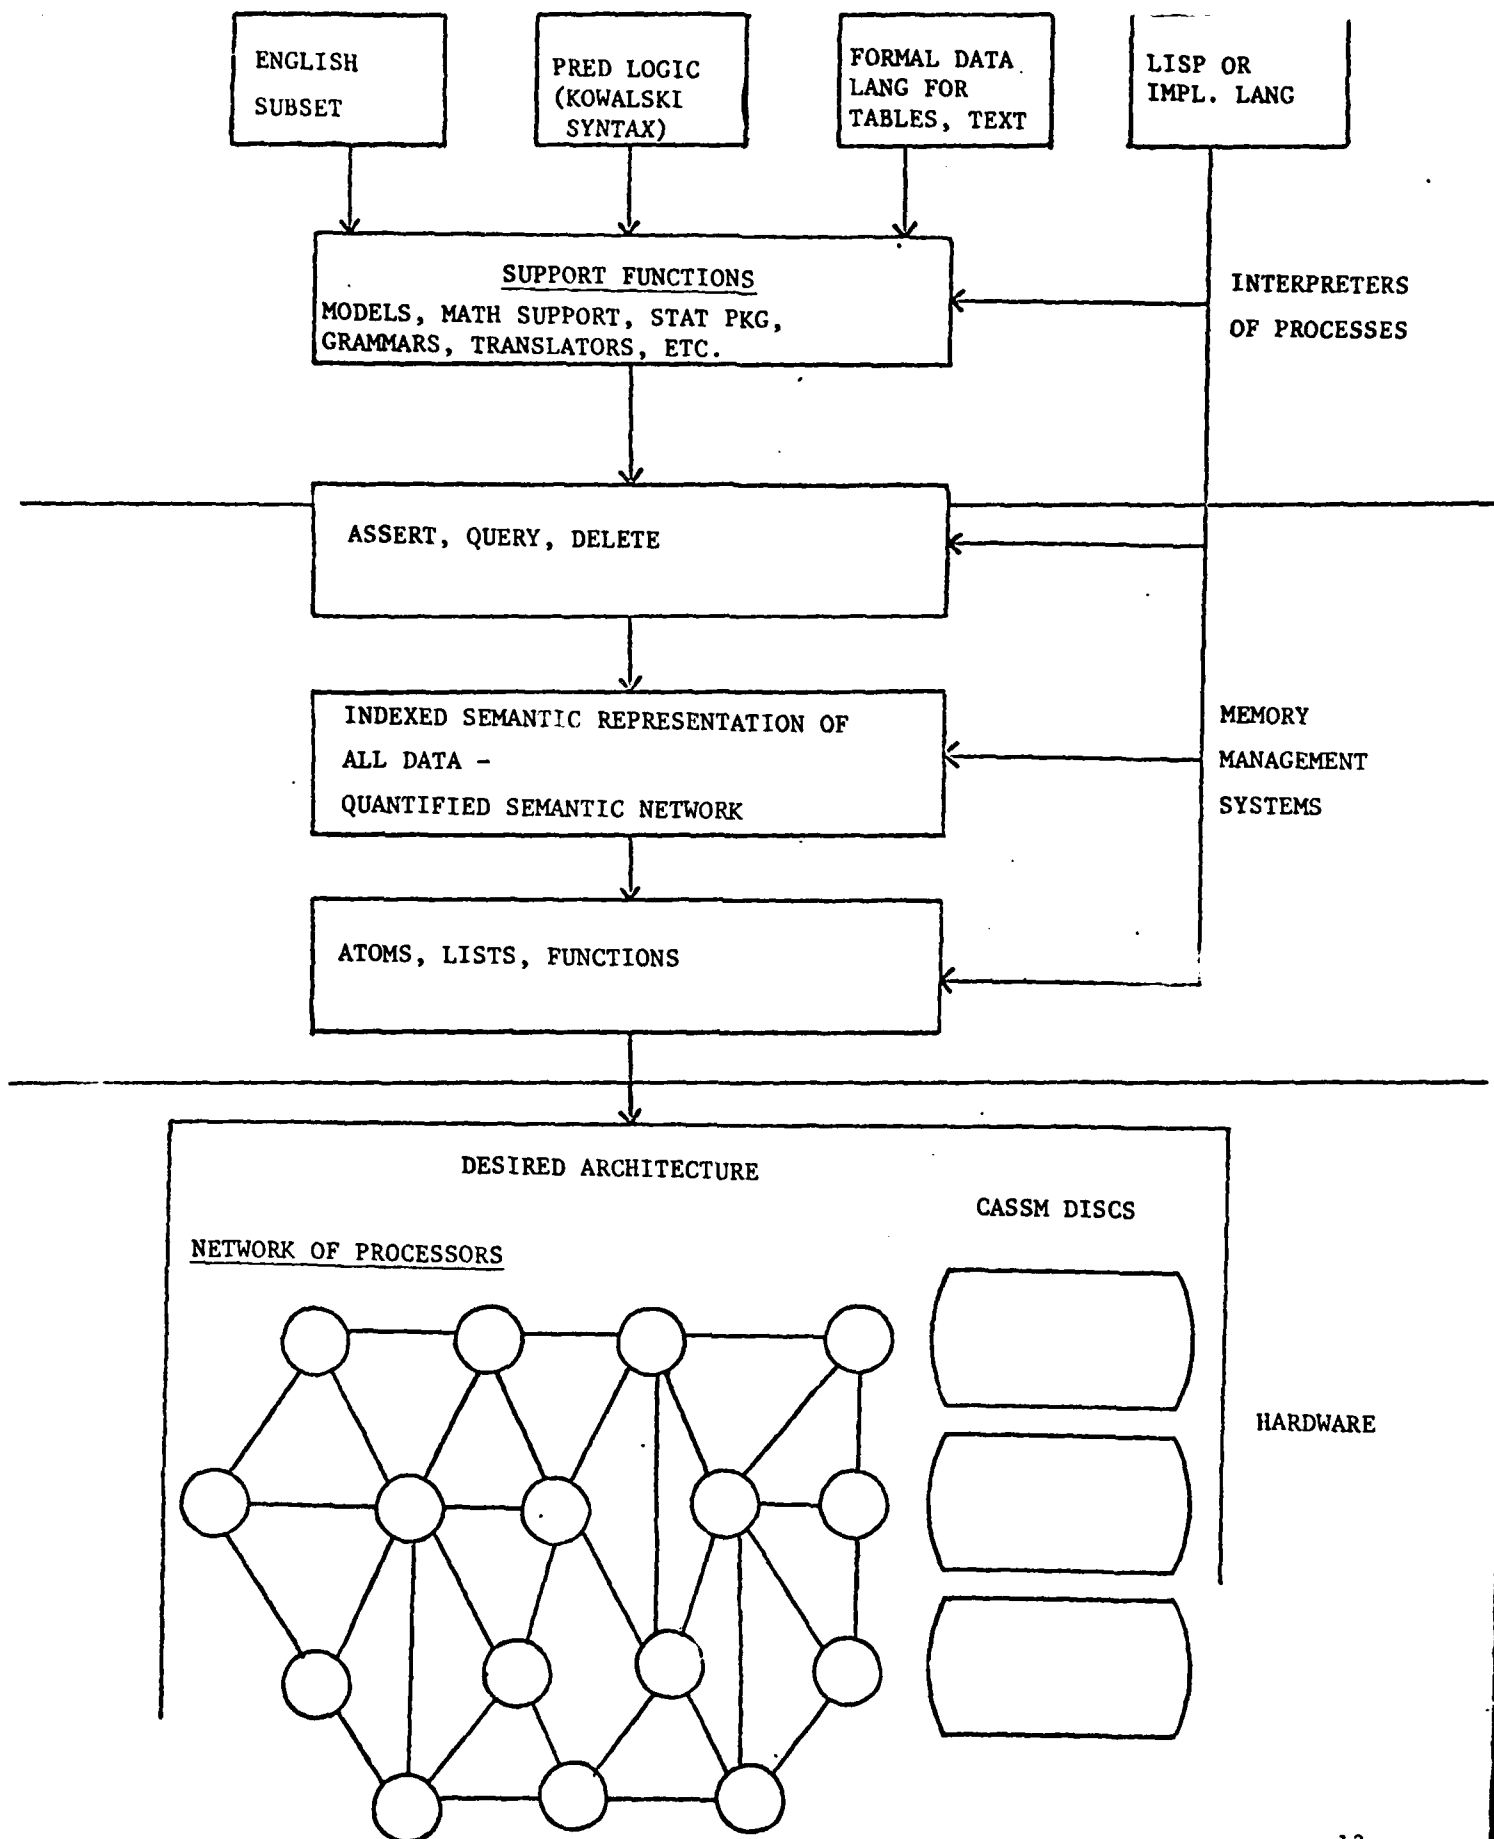 ENGLISH
SUBSET
PRED LOGIC
(KOWALSKI
SYNTAX)
FORMAL DATA
LANG FOR
TABLES, TEXT
LISP OR
IMPL. LANG
SUPPORT FUNCTIONS
MODELS, MATH SUPPORT, STAT PKG,
GRAMMARS, TRANSLATORS, ETC.
INTERPRETERS
OF PROCESSES
ASSERT, QUERY, DELETE
INDEXED SEMANTIC REPRESENTATION OF
ALL DATA -
QUANTIFIED SEMANTIC NETWORK
MEMORY
MANAGEMENT
SYSTEMS
ATOMS, LISTS, FUNCTIONS
DESIRED ARCHITECTURE
CASSM DISCS
NETWORK OF PROCESSORS
HARDWARE